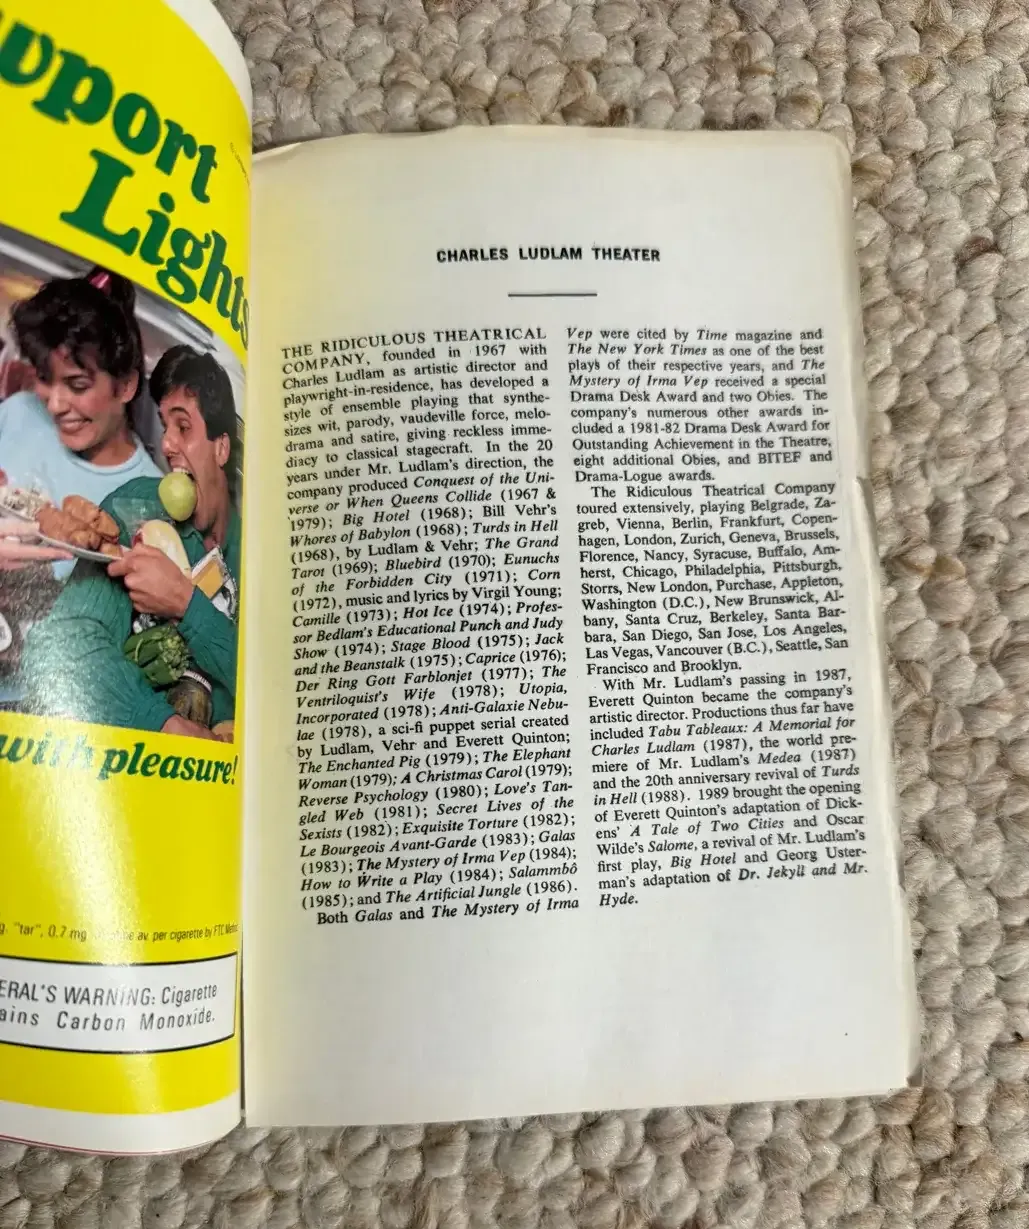 wport
Lights
with pleasure!
"tar", 0.7 mg. av. per cigarette by FTC
ERAL'S WARNING: Cigarette
ains Carbon Monoxide.
CHARLES LUDLAM THEATER
THE RIDICULOUS THEATRICAL
COMPANY, founded in 1967 with
Charles Ludlam as artistic director and
playwright-in-residence, has developed a
style of ensemble playing that synthe-
sizes wit, parody, vaudeville force, melo-
drama and satire, giving reckless imme-
diacy to classical stagecraft. In the 20
years under Mr. Ludlam's direction, the
company produced Conquest of the Uni-
verse or When Queens Collide (1967 &
1979); Big Hotel (1968); Bill Vehr's
Whores of Babylon (1968); Turds in Hell
(1968), by Ludlam & Vehr; The Grand
Tarot (1969); Bluebird (1970); Eunuchs
of the Forbidden City (1971); Corn
(1972), music and lyrics by Virgil Young;
Camille (1973); Hot Ice (1974); Profes-
sor Bedlam's Educational Punch and Judy
Show (1974); Stage Blood (1975); Jack
and the Beanstalk (1975); Caprice (1976);
Der Ring Gott Farblonjet (1977); The
Ventriloquist's Wife (1978); Utopia,
Incorporated (1978); Anti-Galaxie Nebu-
lae (1978), a sci-fi puppet serial created
by Ludlam, Vehr and Everett Quinton;
The Enchanted Pig (1979); The Elephant
Woman (1979); A Christmas Carol (1979);
Reverse Psychology (1980); Love's Tan-
gled Web (1981); Secret Lives of the
Sexists (1982); Exquisite Torture (1982);
Le Bourgeois Avant-Garde (1983); Galas
(1983); The Mystery of Irma Vep (1984);
How to Write a Play (1984); Salammbô
(1985); and The Artificial Jungle (1986).
Both Galas and The Mystery of Irma
Vep were cited by Time magazine and
The New York Times as one of the best
plays of their respective years, and The
Mystery of Irma Vep received a special
Drama Desk Award and two Obies. The
company's numerous other awards in-
cluded a 1981-82 Drama Desk Award for
Outstanding Achievement in the Theatre,
eight additional Obies, and BITEF and
Drama-Logue awards.
The Ridiculous Theatrical Company
toured extensively, playing Belgrade, Za-
greb, Vienna, Berlin, Frankfurt, Copen-
hagen, London, Zurich, Geneva, Brussels,
Florence, Nancy, Syracuse, Buffalo, Am-
herst, Chicago, Philadelphia, Pittsburgh,
Storrs, New London, Purchase, Appleton,
Washington (D.C.), New Brunswick, Al-
bany, Santa Cruz, Berkeley, Santa Bar-
bara, San Diego, San Jose, Los Angeles,
Las Vegas, Vancouver (B.C.), Seattle, San
Francisco and Brooklyn.
With Mr. Ludlam's passing in 1987,
Everett Quinton became the company's
artistic director. Productions thus far have
included Tabu Tableaux: A Memorial for
Charles Ludlam (1987), the world pre-
miere of Mr. Ludlam's Medea (1987)
and the 20th anniversary revival of Turds
in Hell (1988). 1989 brought the opening
of Everett Quinton's adaptation of Dick-
ens' A Tale of Two Cities and Oscar
Wilde's Salome, a revival of Mr. Ludlam's
first play, Big Hotel and Georg Uster-
man's adaptation of Dr. Jekyll and Mr.
Hyde.